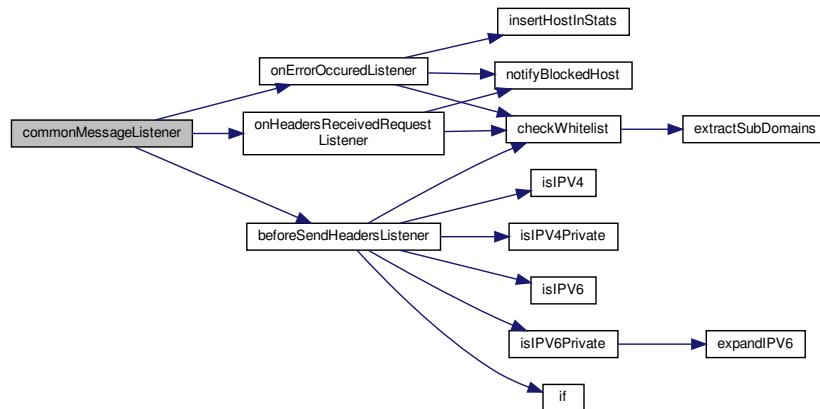 insertHostInStats
onErrorOccuredListener
notifyBlockedHost
commonMessageListener
onHeadersReceivedRequest
Listener
checkWhitelist
extractSubDomains
isIPV4
beforeSendHeadersListener
isIPV4Private
isIPV6
isIPV6Private
expandIPV6
if